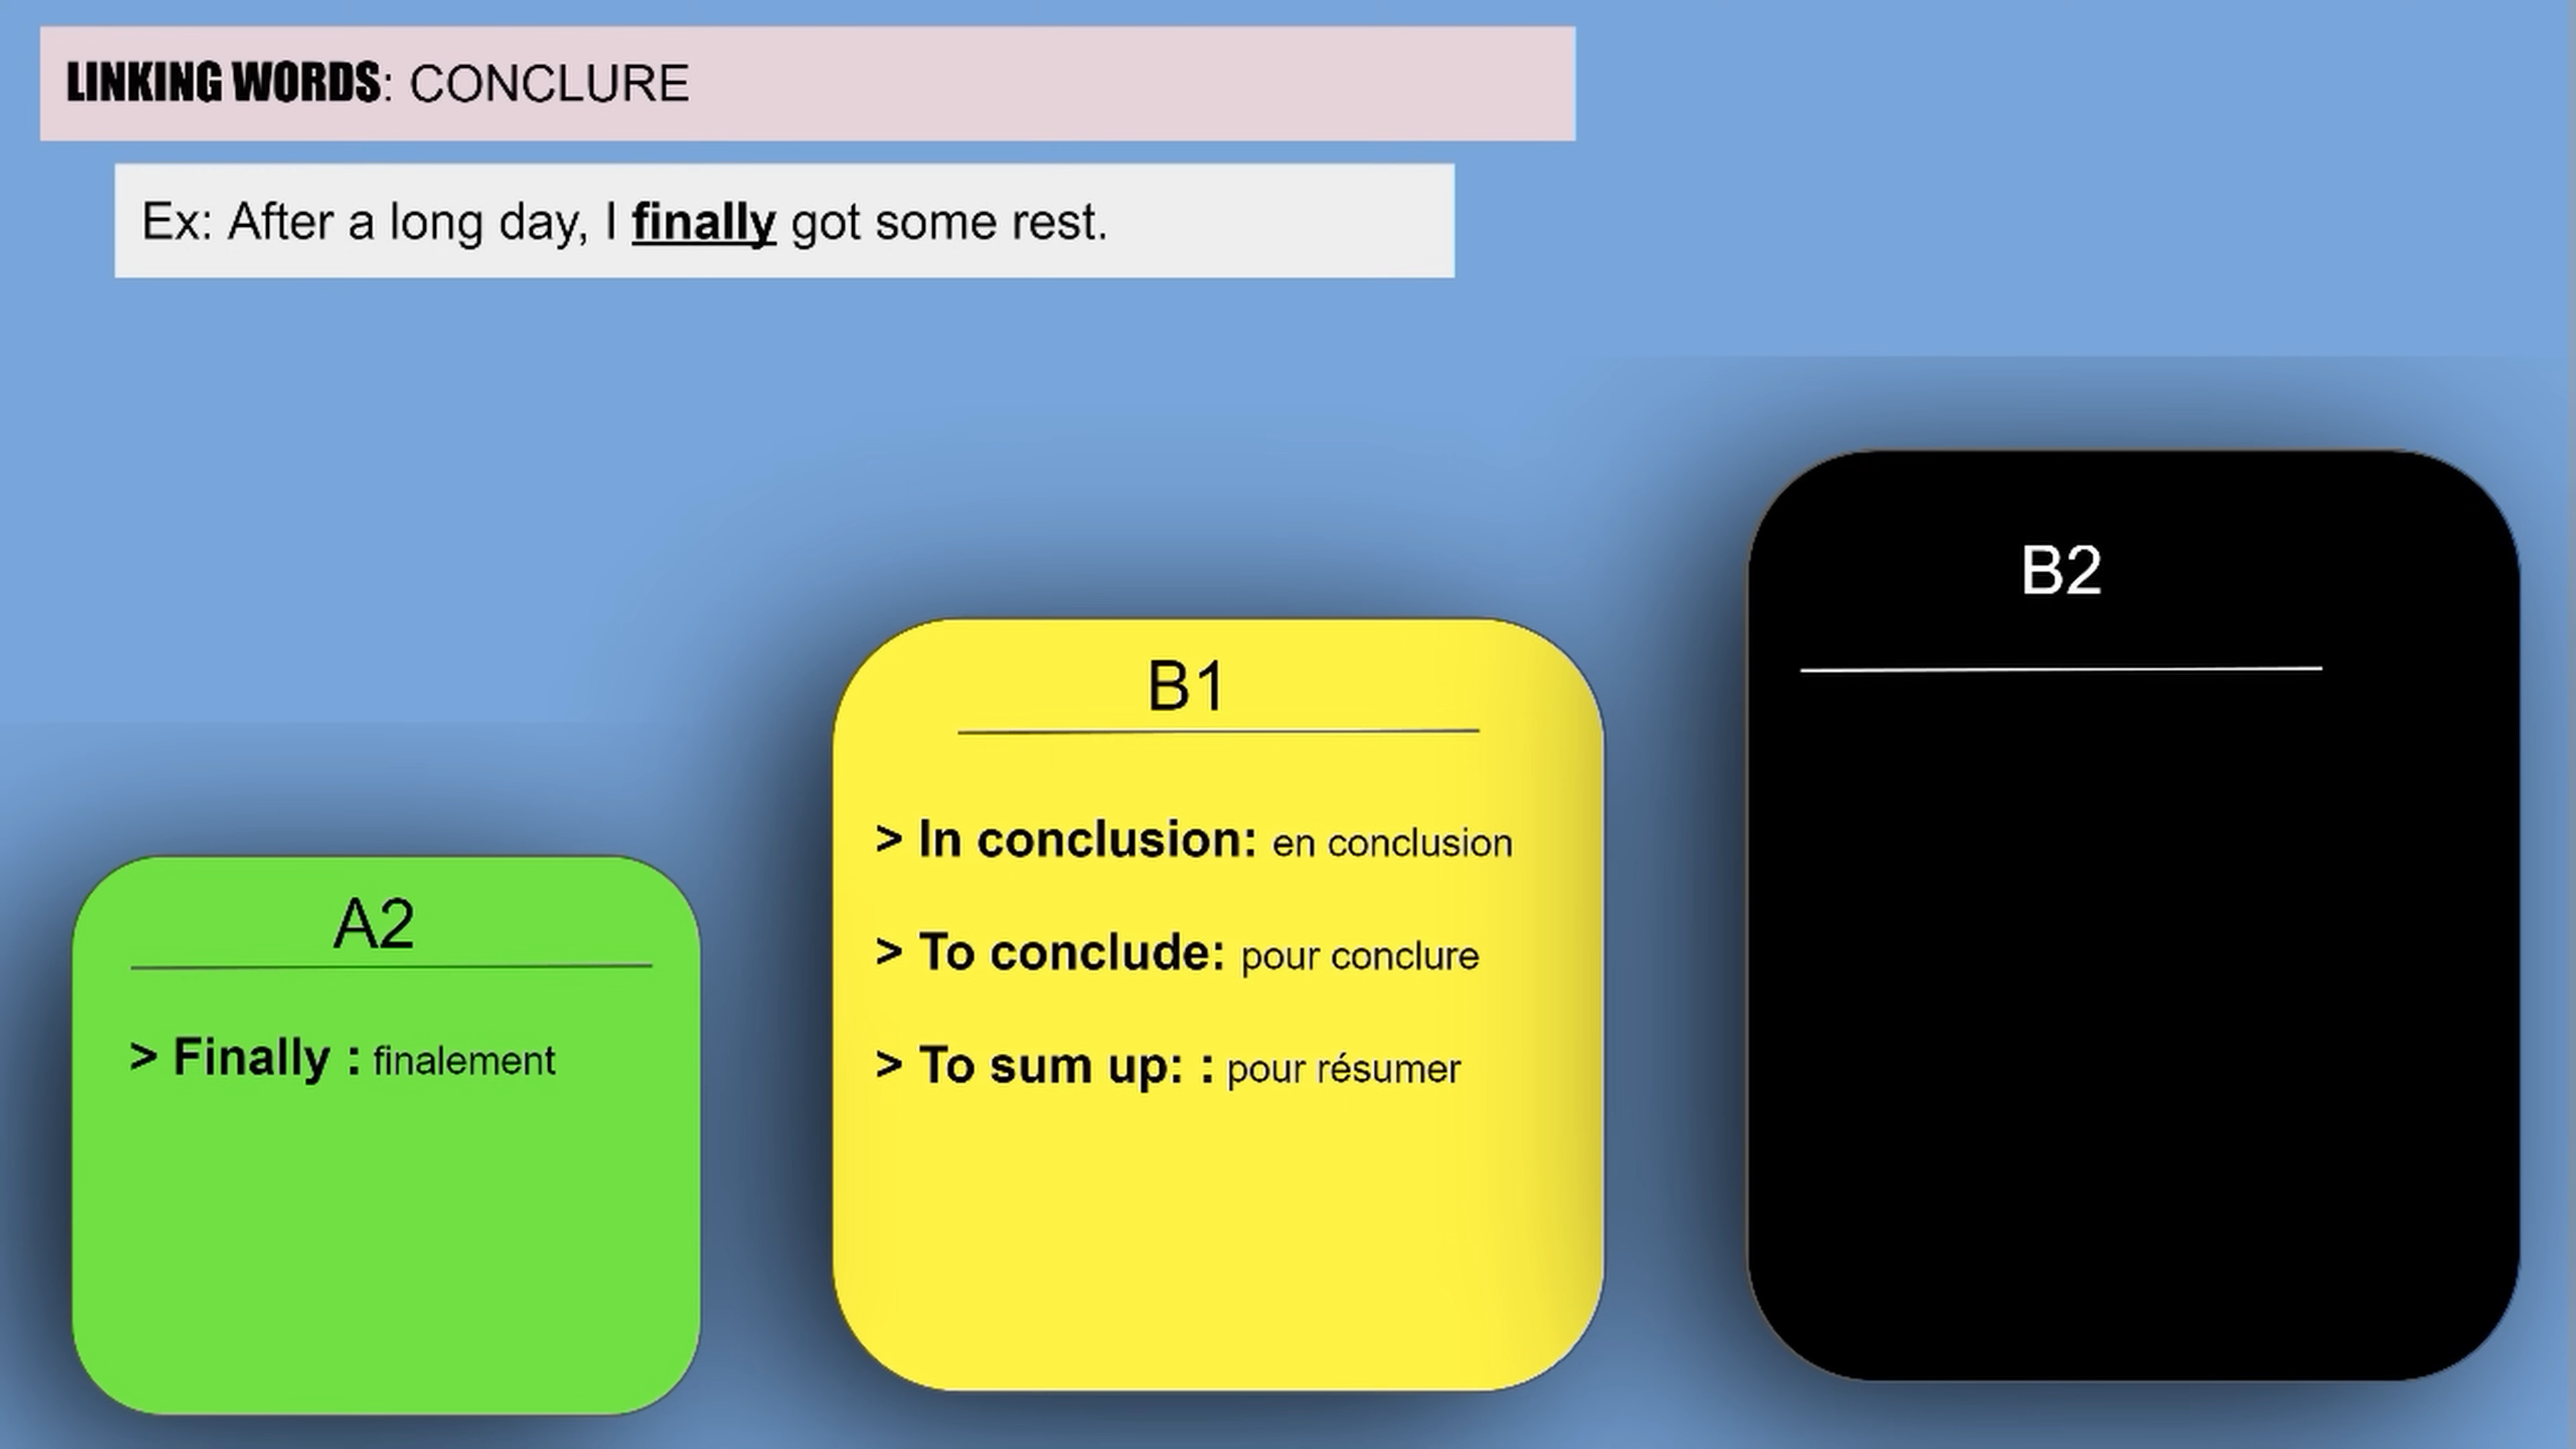 LINKING WORDS: CONCLURE
Ex: After a long day, I finally got some rest.
A2
> Finally : finalement
B1
> In conclusion: en conclusion
> To conclude: pour conclure
> To sum up: : pour résumer
B2